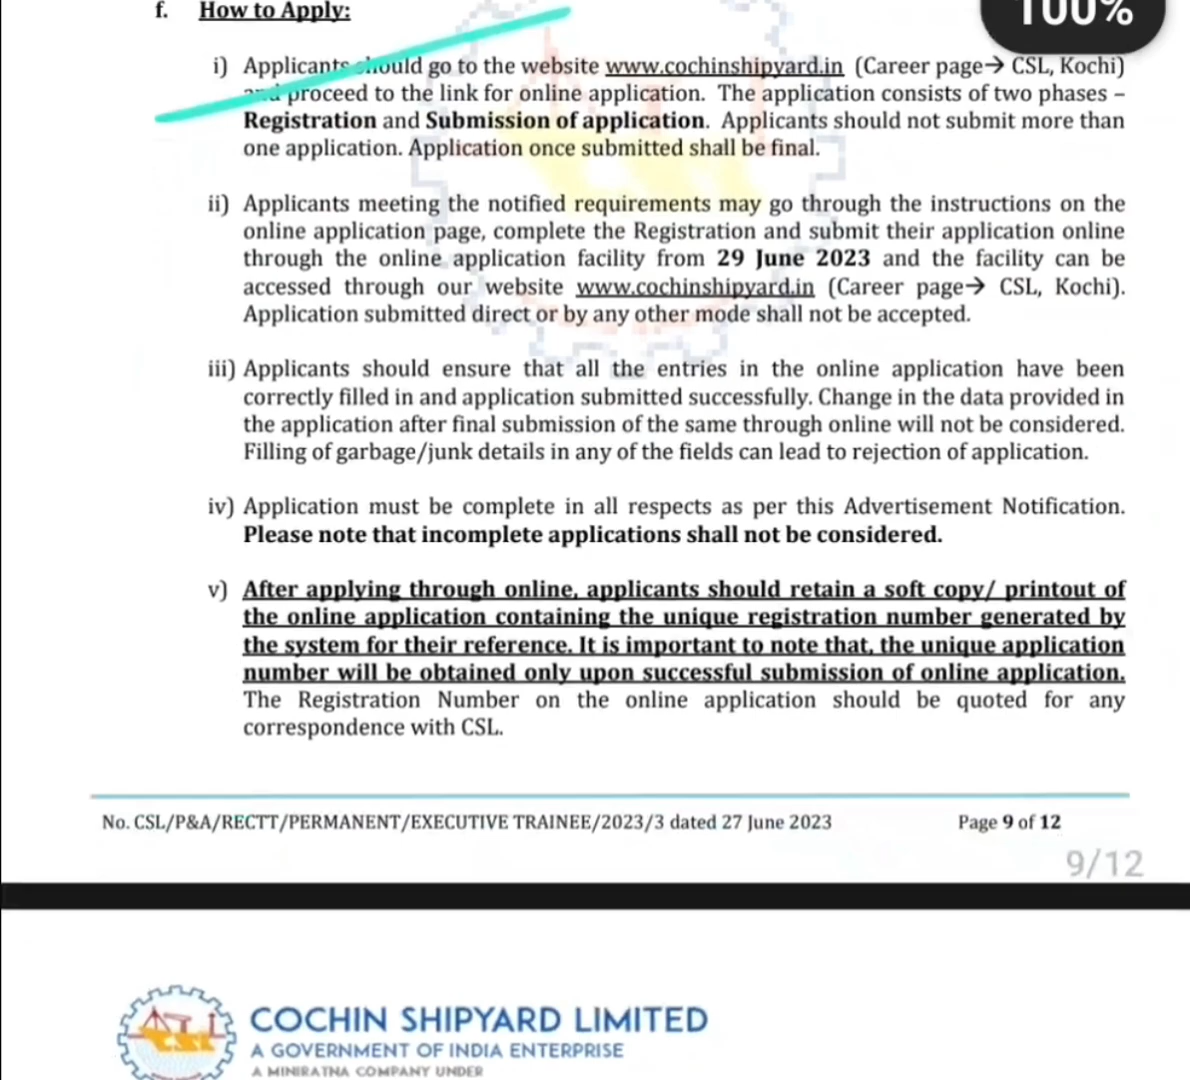 100%
f. How to Apply:
i) Applicants should go to the website www.cochinshipyard.in (Career page→ CSL, Kochi)
and proceed to the link for online application. The application consists of two phases –
Registration and Submission of application. Applicants should not submit more than
one application. Application once submitted shall be final.
ii) Applicants meeting the notified requirements may go through the instructions on the
online application page, complete the Registration and submit their application online
through the online application facility from 29 June 2023 and the facility can be
accessed through our website www.cochinshipyard.in (Career page→ CSL, Kochi).
Application submitted direct or by any other mode shall not be accepted.
iii) Applicants should ensure that all the entries in the online application have been
correctly filled in and application submitted successfully. Change in the data provided in
the application after final submission of the same through online will not be considered.
Filling of garbage/junk details in any of the fields can lead to rejection of application.
iv) Application must be complete in all respects as per this Advertisement Notification.
Please note that incomplete applications shall not be considered.
v) After applying through online, applicants should retain a soft copy/ printout of
the online application containing the unique registration number generated by
the system for their reference. It is important to note that, the unique application
number will be obtained only upon successful submission of online application.
The Registration Number on the online application should be quoted for any
correspondence with CSL.
No. CSL/P&A/RECTT/PERMANENT/EXECUTIVE TRAINEE/2023/3 dated 27 June 2023 Page 9 of 12
9/12
COCHIN SHIPYARD LIMITED
A GOVERNMENT OF INDIA ENTERPRISE
A MINIRATNA COMPANY UNDER